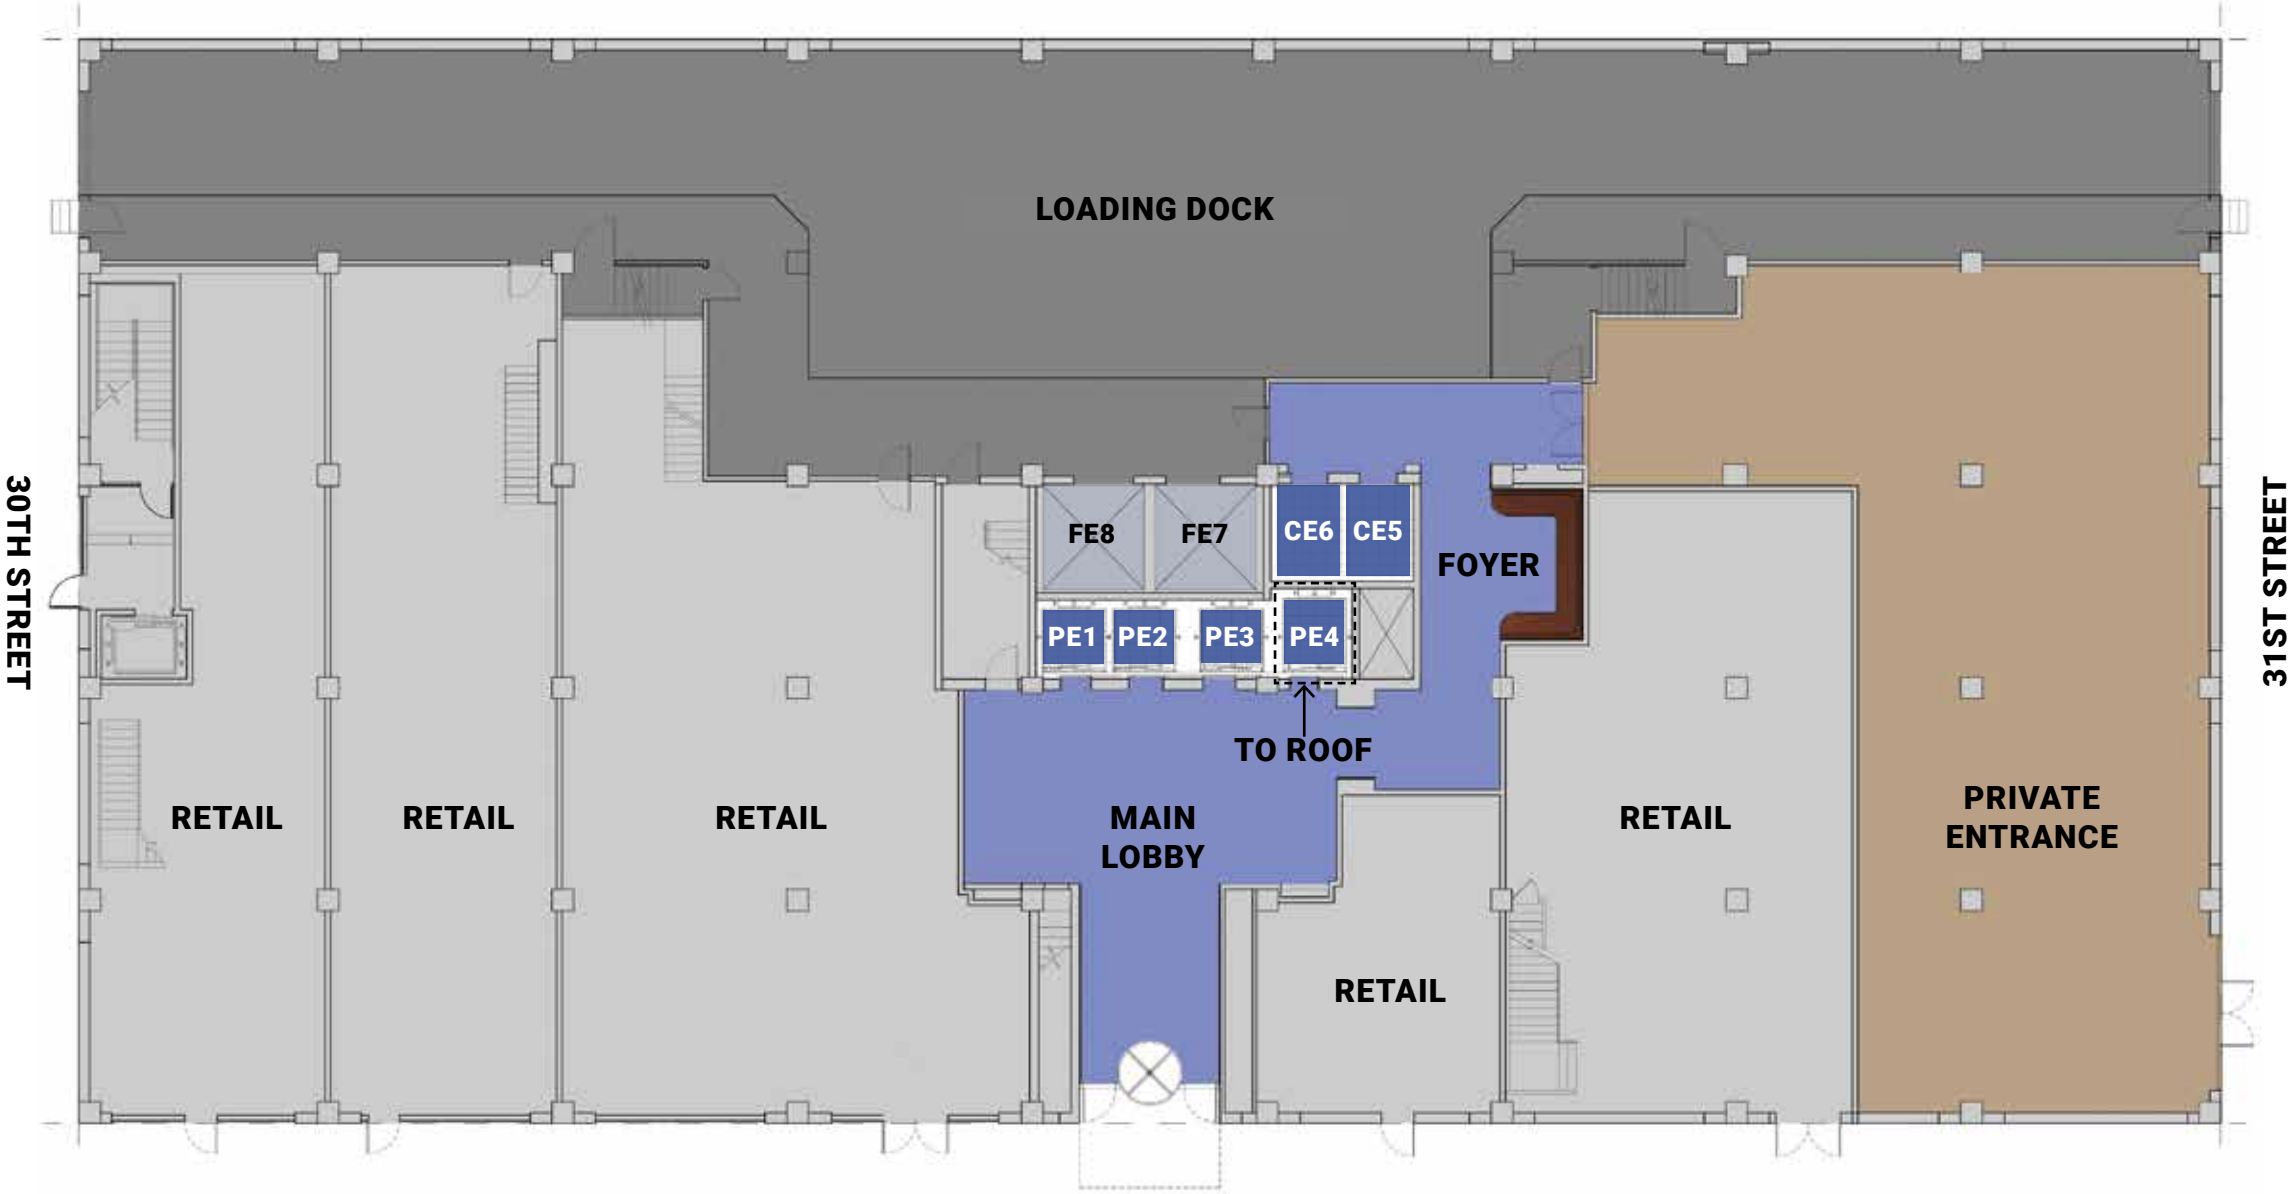 LOADING DOCK
30TH STREET
31ST STREET
FE8
FE7
CE6
CE5
FOYER
PE1
PE2
PE3
PE4
TO ROOF
RETAIL
RETAIL
RETAIL
MAIN
LOBBY
RETAIL
PRIVATE
ENTRANCE
RETAIL